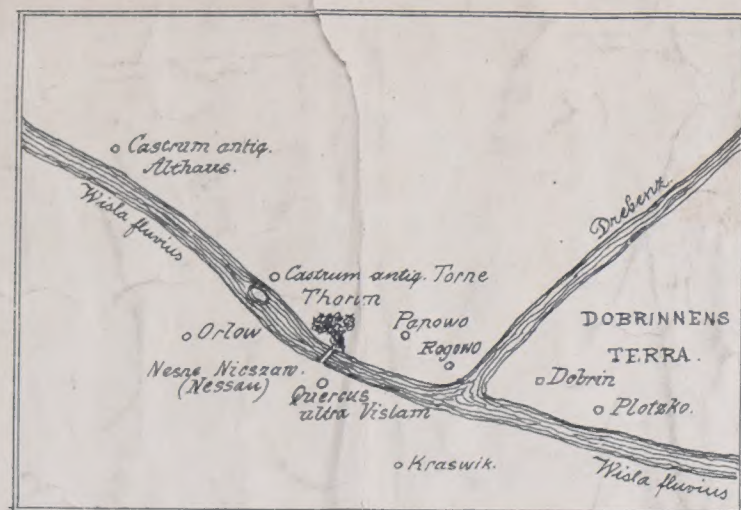 Castrum antiq.
Althaus.
Wisla fluvius
Drebenz.
Castrum antiq. Torne
Thorun
Orlow
Papowo
Rogowo
DOBRINNENS
TERRA.
Nesne Nieszaw.
(Nessau)
Quercus
ultra Vislam
Dobrin
Plotzko.
Kraswik.
Wisla fluvius